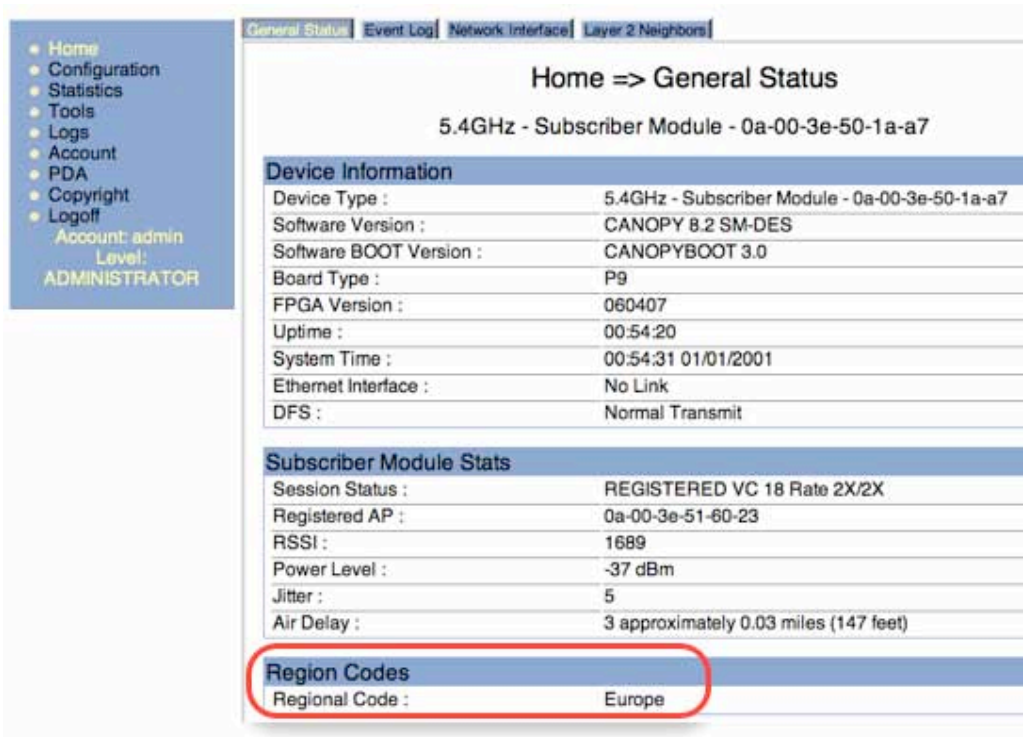 Home
Configuration
Statistics
Tools
Logs
Account
PDA
Copyright
Logoff
Account: admin
Level:
ADMINISTRATOR
General Status Event Log Network Interface Layer 2 Neighbors
Home => General Status
5.4GHz - Subscriber Module - 0a-00-3e-50-1a-a7
Device Information
Device Type : 5.4GHz - Subscriber Module - 0a-00-3e-50-1a-a7
Software Version : CANOPY 8.2 SM-DES
Software BOOT Version : CANOPYBOOT 3.0
Board Type : P9
FPGA Version : 060407
Uptime : 00:54:20
System Time : 00:54:31 01/01/2001
Ethernet Interface : No Link
DFS : Normal Transmit
Subscriber Module Stats
Session Status : REGISTERED VC 18 Rate 2X/2X
Registered AP : 0a-00-3e-51-60-23
RSSI : 1689
Power Level : -37 dBm
Jitter : 5
Air Delay : 3 approximately 0.03 miles (147 feet)
Region Codes
Regional Code : Europe